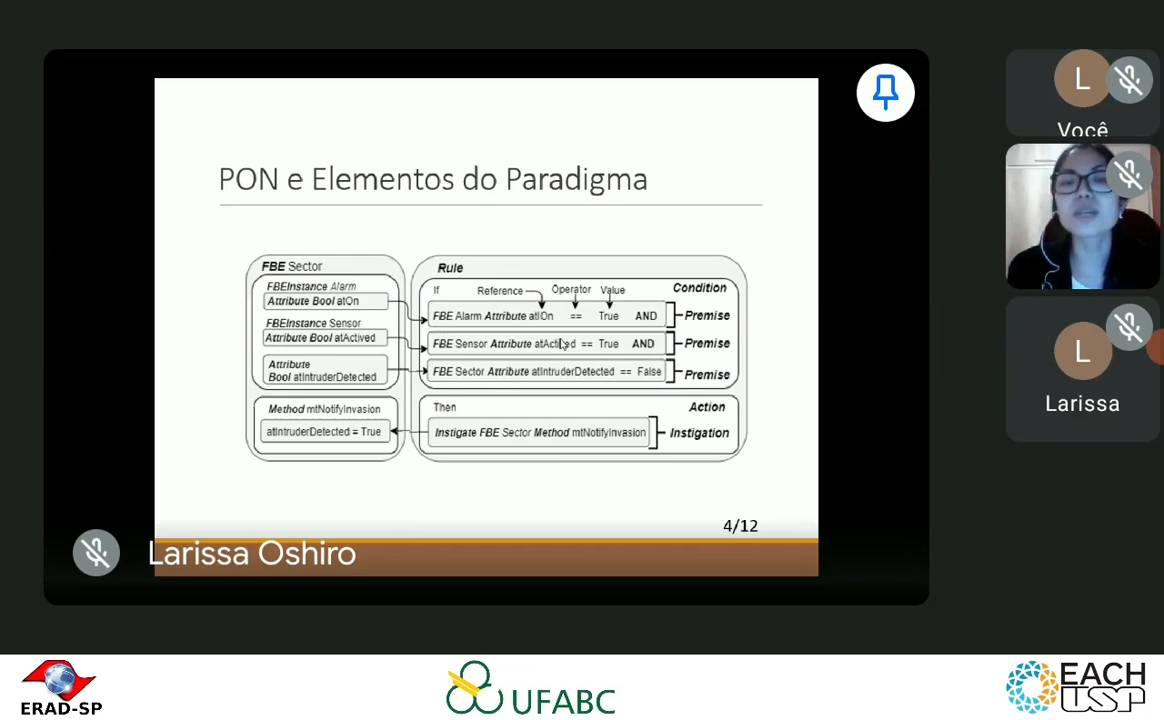 PON e Elementos do Paradigma
FBE Sector
FBEInstance Alarm
Attribute Bool atOn
FBEInstance Sensor
Attribute Bool atActived
Attribute
Bool atIntruderDetected
Method mtNotifyInvasion
atIntruderDetected = True
Rule
If Reference Operator Value Condition
FBE Alarm Attribute atOn == True AND Premise
FBE Sensor Attribute atActived == True AND Premise
FBE Sector Attribute atIntruderDetected == False Premise
Then Action
Instigate FBE Sector Method mtNotifyInvasion Instigation
4/12
Larissa Oshiro
L
Você
L
Larissa
ERAD-SP
UFABC
EACH
USP